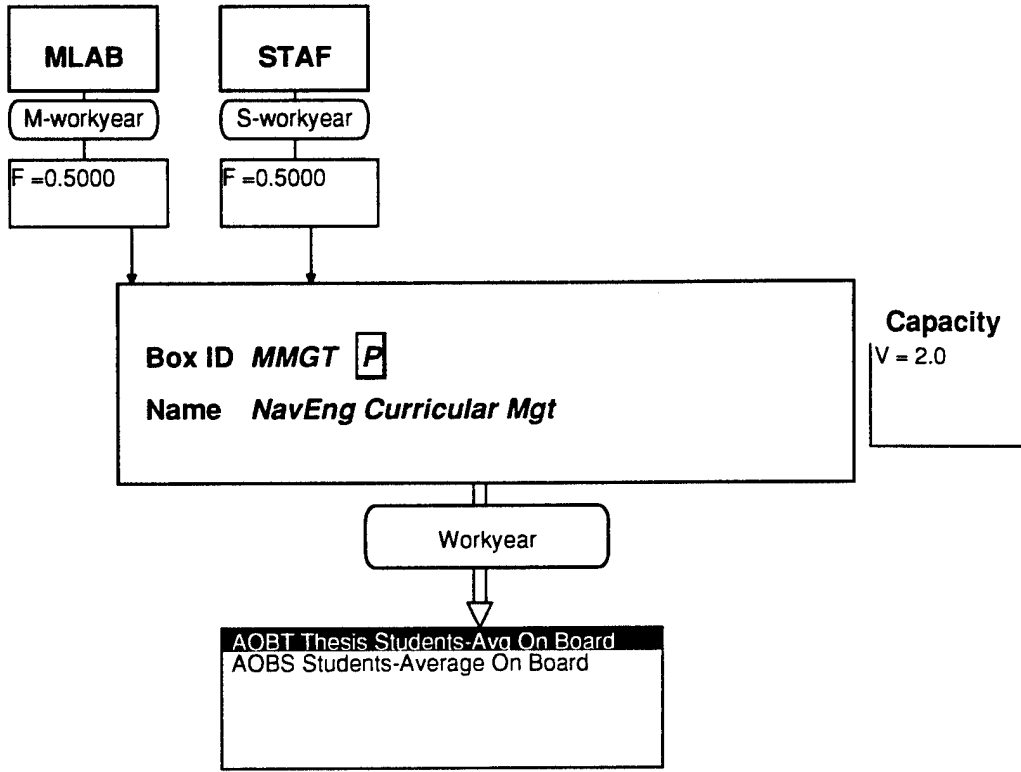 MLAB
STAF
M-workyear
S-workyear
F =0.5000
F =0.5000
Capacity
V = 2.0
Box ID MMGT P
Name NavEng Curricular Mgt
Workyear
AOBT Thesis Students-Avg On Board
AOBS Students-Average On Board